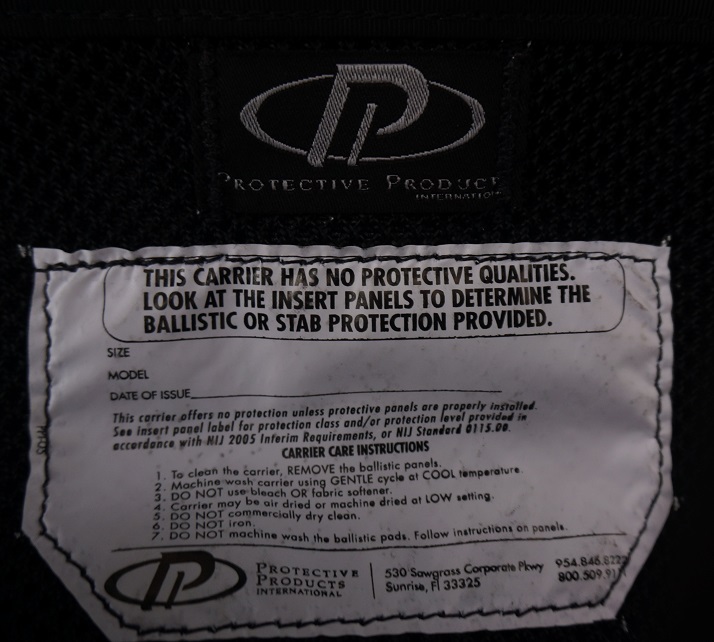 PROTECTIVE PRODUCT
INTERNATIO
THIS CARRIER HAS NO PROTECTIVE QUALITIES.
LOOK AT THE INSERT PANELS TO DETERMINE THE
BALLISTIC OR STAB PROTECTION PROVIDED.
SIZE
MODEL
DATE OF ISSUE
This carrier offers no protection unless protective panels are properly installed.
See insert panel label for protection class and/or protection level provided in
accordance with NIJ 2005 Interim Requirements, or NIJ Standard 0115.00.
CARRIER CARE INSTRUCTIONS
1. To clean the carrier, REMOVE the ballistic panels.
2. Machine wash carrier using GENTLE cycle at COOL temperature.
3. DO NOT use bleach OR fabric softener.
4. Carrier may be air dried or machine dried at LOW setting.
5. DO NOT commercially dry clean.
6. DO NOT iron.
7. DO NOT machine wash the ballistic pads. Follow instructions on panels.
PROTECTIVE
PRODUCTS
INTERNATIONAL
530 Sawgrass Corporate Pkwy
Sunrise, Fl 33325
954.846.
800.509.